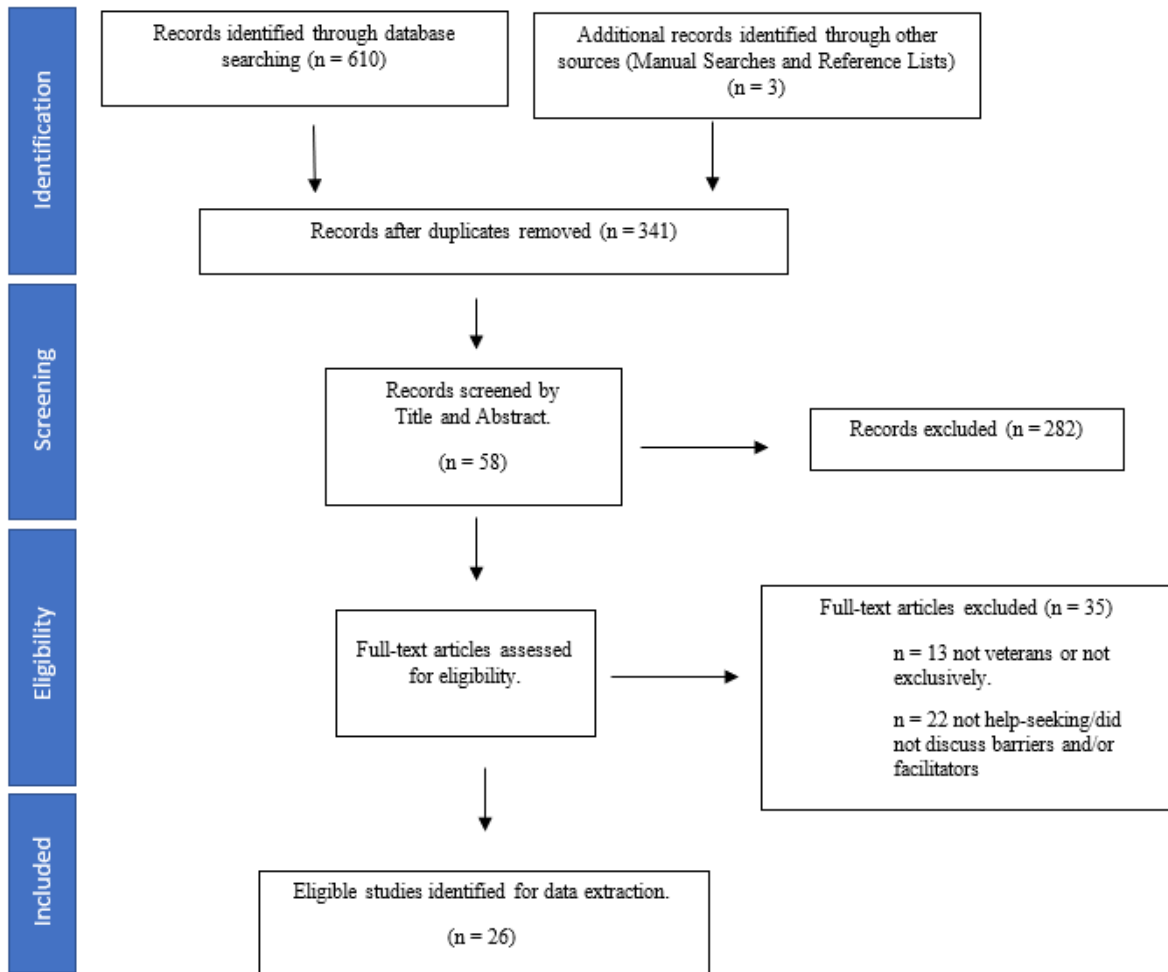 Identification
Records identified through database
searching (n = 610)
Additional records identified through other
sources (Manual Searches and Reference Lists)
(n = 3)
Records after duplicates removed (n = 341)
Screening
Records screened by
Title and Abstract.
(n = 58)
Records excluded (n = 282)
Eligibility
Full-text articles assessed
for eligibility.
Full-text articles excluded (n = 35)
n = 13 not veterans or not
exclusively.
n = 22 not help-seeking/did
not discuss barriers and/or
facilitators
Included
Eligible studies identified for data extraction.
(n = 26)